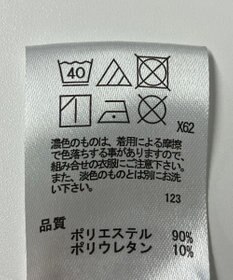 40
X62
濃色のものは、着用による摩擦
で色落ちする事がありますので、
組み合せの衣服にご注意下さい。
また、淡色のものとは別にお洗
い下さい。
123
品質
ポリエステル 90%
ポリウレタン 10%